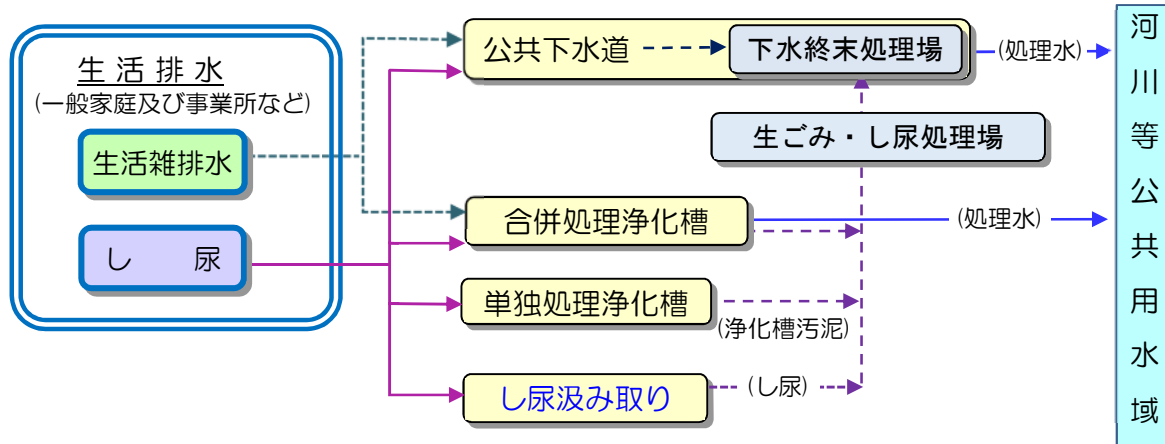 生活排水
(一般家庭及び事業所など)
生活雑排水
し 尿
公共下水道
下水終末処理場
(処理水)
生ごみ・し尿処理場
合併処理浄化槽
(処理水)
単独処理浄化槽
(浄化槽汚泥)
し尿汲み取り
(し尿)
河川等公共用水域